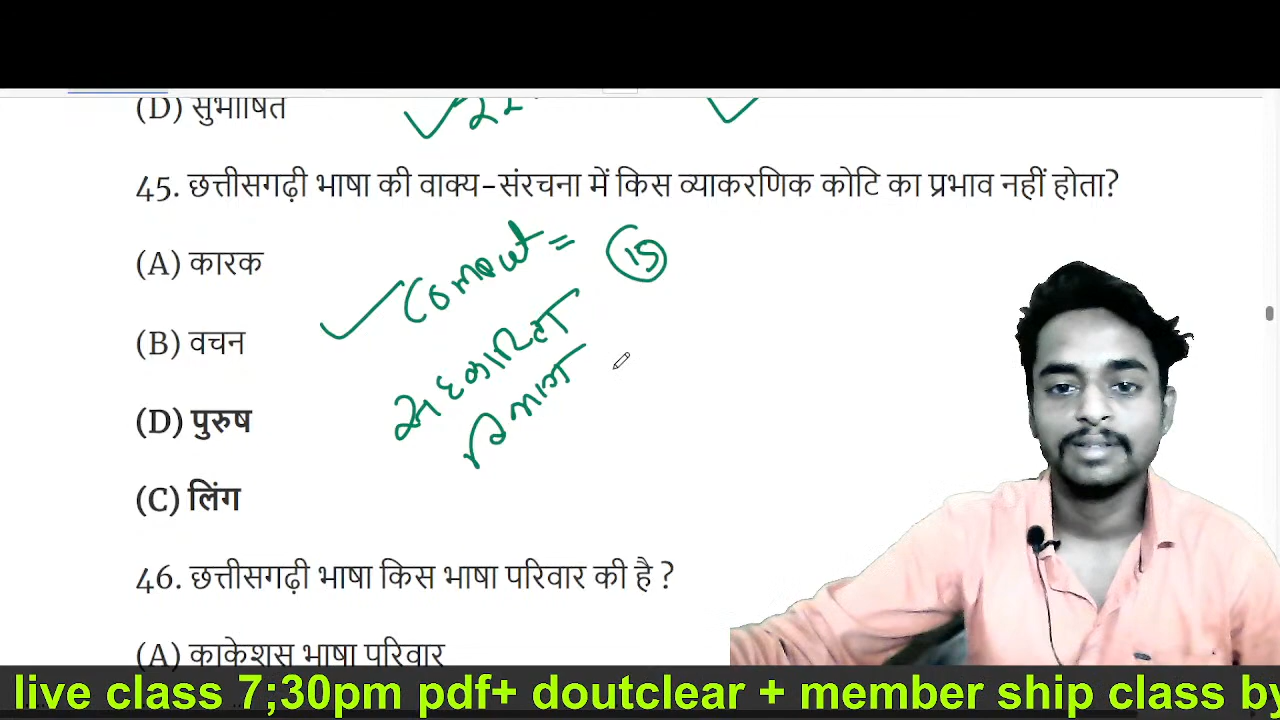 (D) सुभाषित
45. छत्तीसगढ़ी भाषा की वाक्य-संरचना में किस व्याकरणिक कोटि का प्रभाव नहीं होता?
(A) कारक
(B) वचन
(D) पुरुष
(C) लिंग
15
46. छत्तीसगढ़ी भाषा किस भाषा परिवार की है ?
(A) काकेशस भाषा परिवार
live class 7;30pm pdf+ doutclear + member ship class by